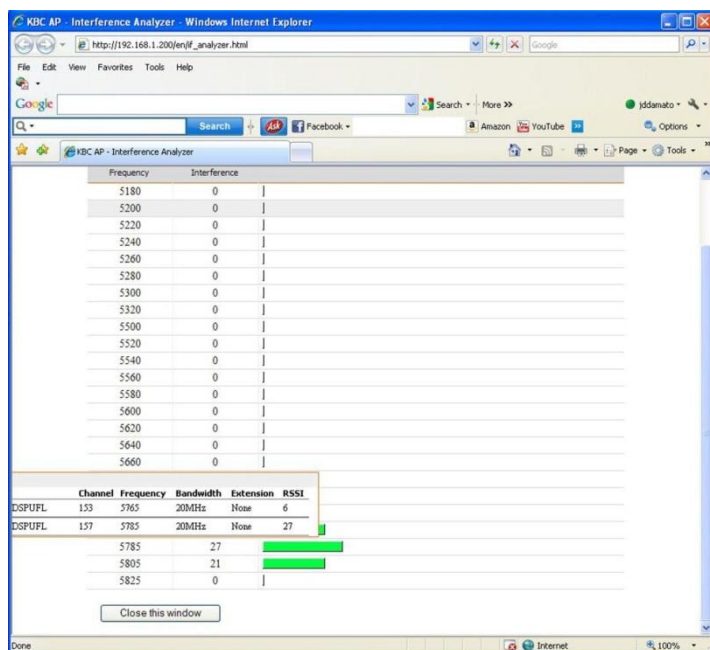 KBC AP - Interference Analyzer - Windows Internet Explorer
http://192.168.1.200/en/if_analyzer.html
Google
File Edit View Favorites Tools Help
Google Search More >> jddamato
Search Ask Facebook Amazon YouTube Options
KBC AP - Interference Analyzer Page Tools
Frequency Interference
5180 0
5200 0
5220 0
5240 0
5260 0
5280 0
5300 0
5320 0
5500 0
5520 0
5540 0
5560 0
5580 0
5600 0
5620 0
5640 0
5660 0
Channel Frequency Bandwidth Extension RSSI
DSPUFL 153 5765 20MHz None 6
DSPUFL 157 5785 20MHz None 27
5785 27
5805 21
5825 0
Close this window
Done Internet 100%